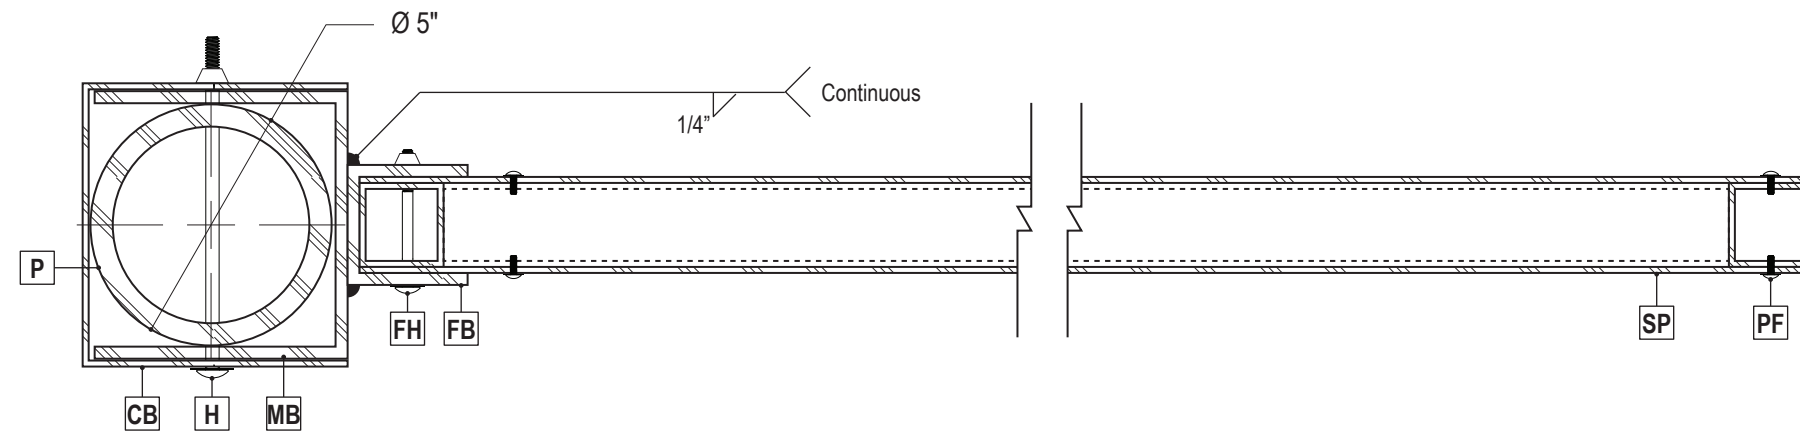 Ø 5"
Continuous
1/4”
P
FH
FB
SP
PF
CB
H
MB